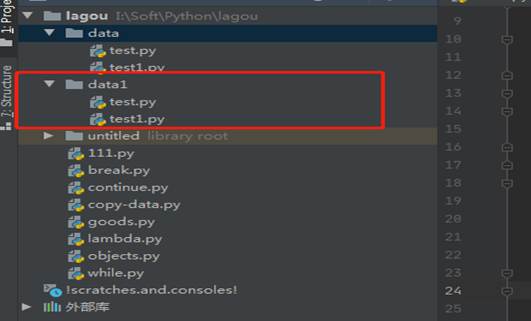 1: Project
7: Structure
lagou I:\Soft\Python\lagou
data
test.py
test1.py
data1
test.py
test1.py
untitled library root
111.py
break.py
continue.py
copy-data.py
goods.py
lambda.py
objects.py
while.py
!scratches.and.consoles!
外部库
9
10
12
13
14
15
16
17
18
19
20
21
22
23
24
25